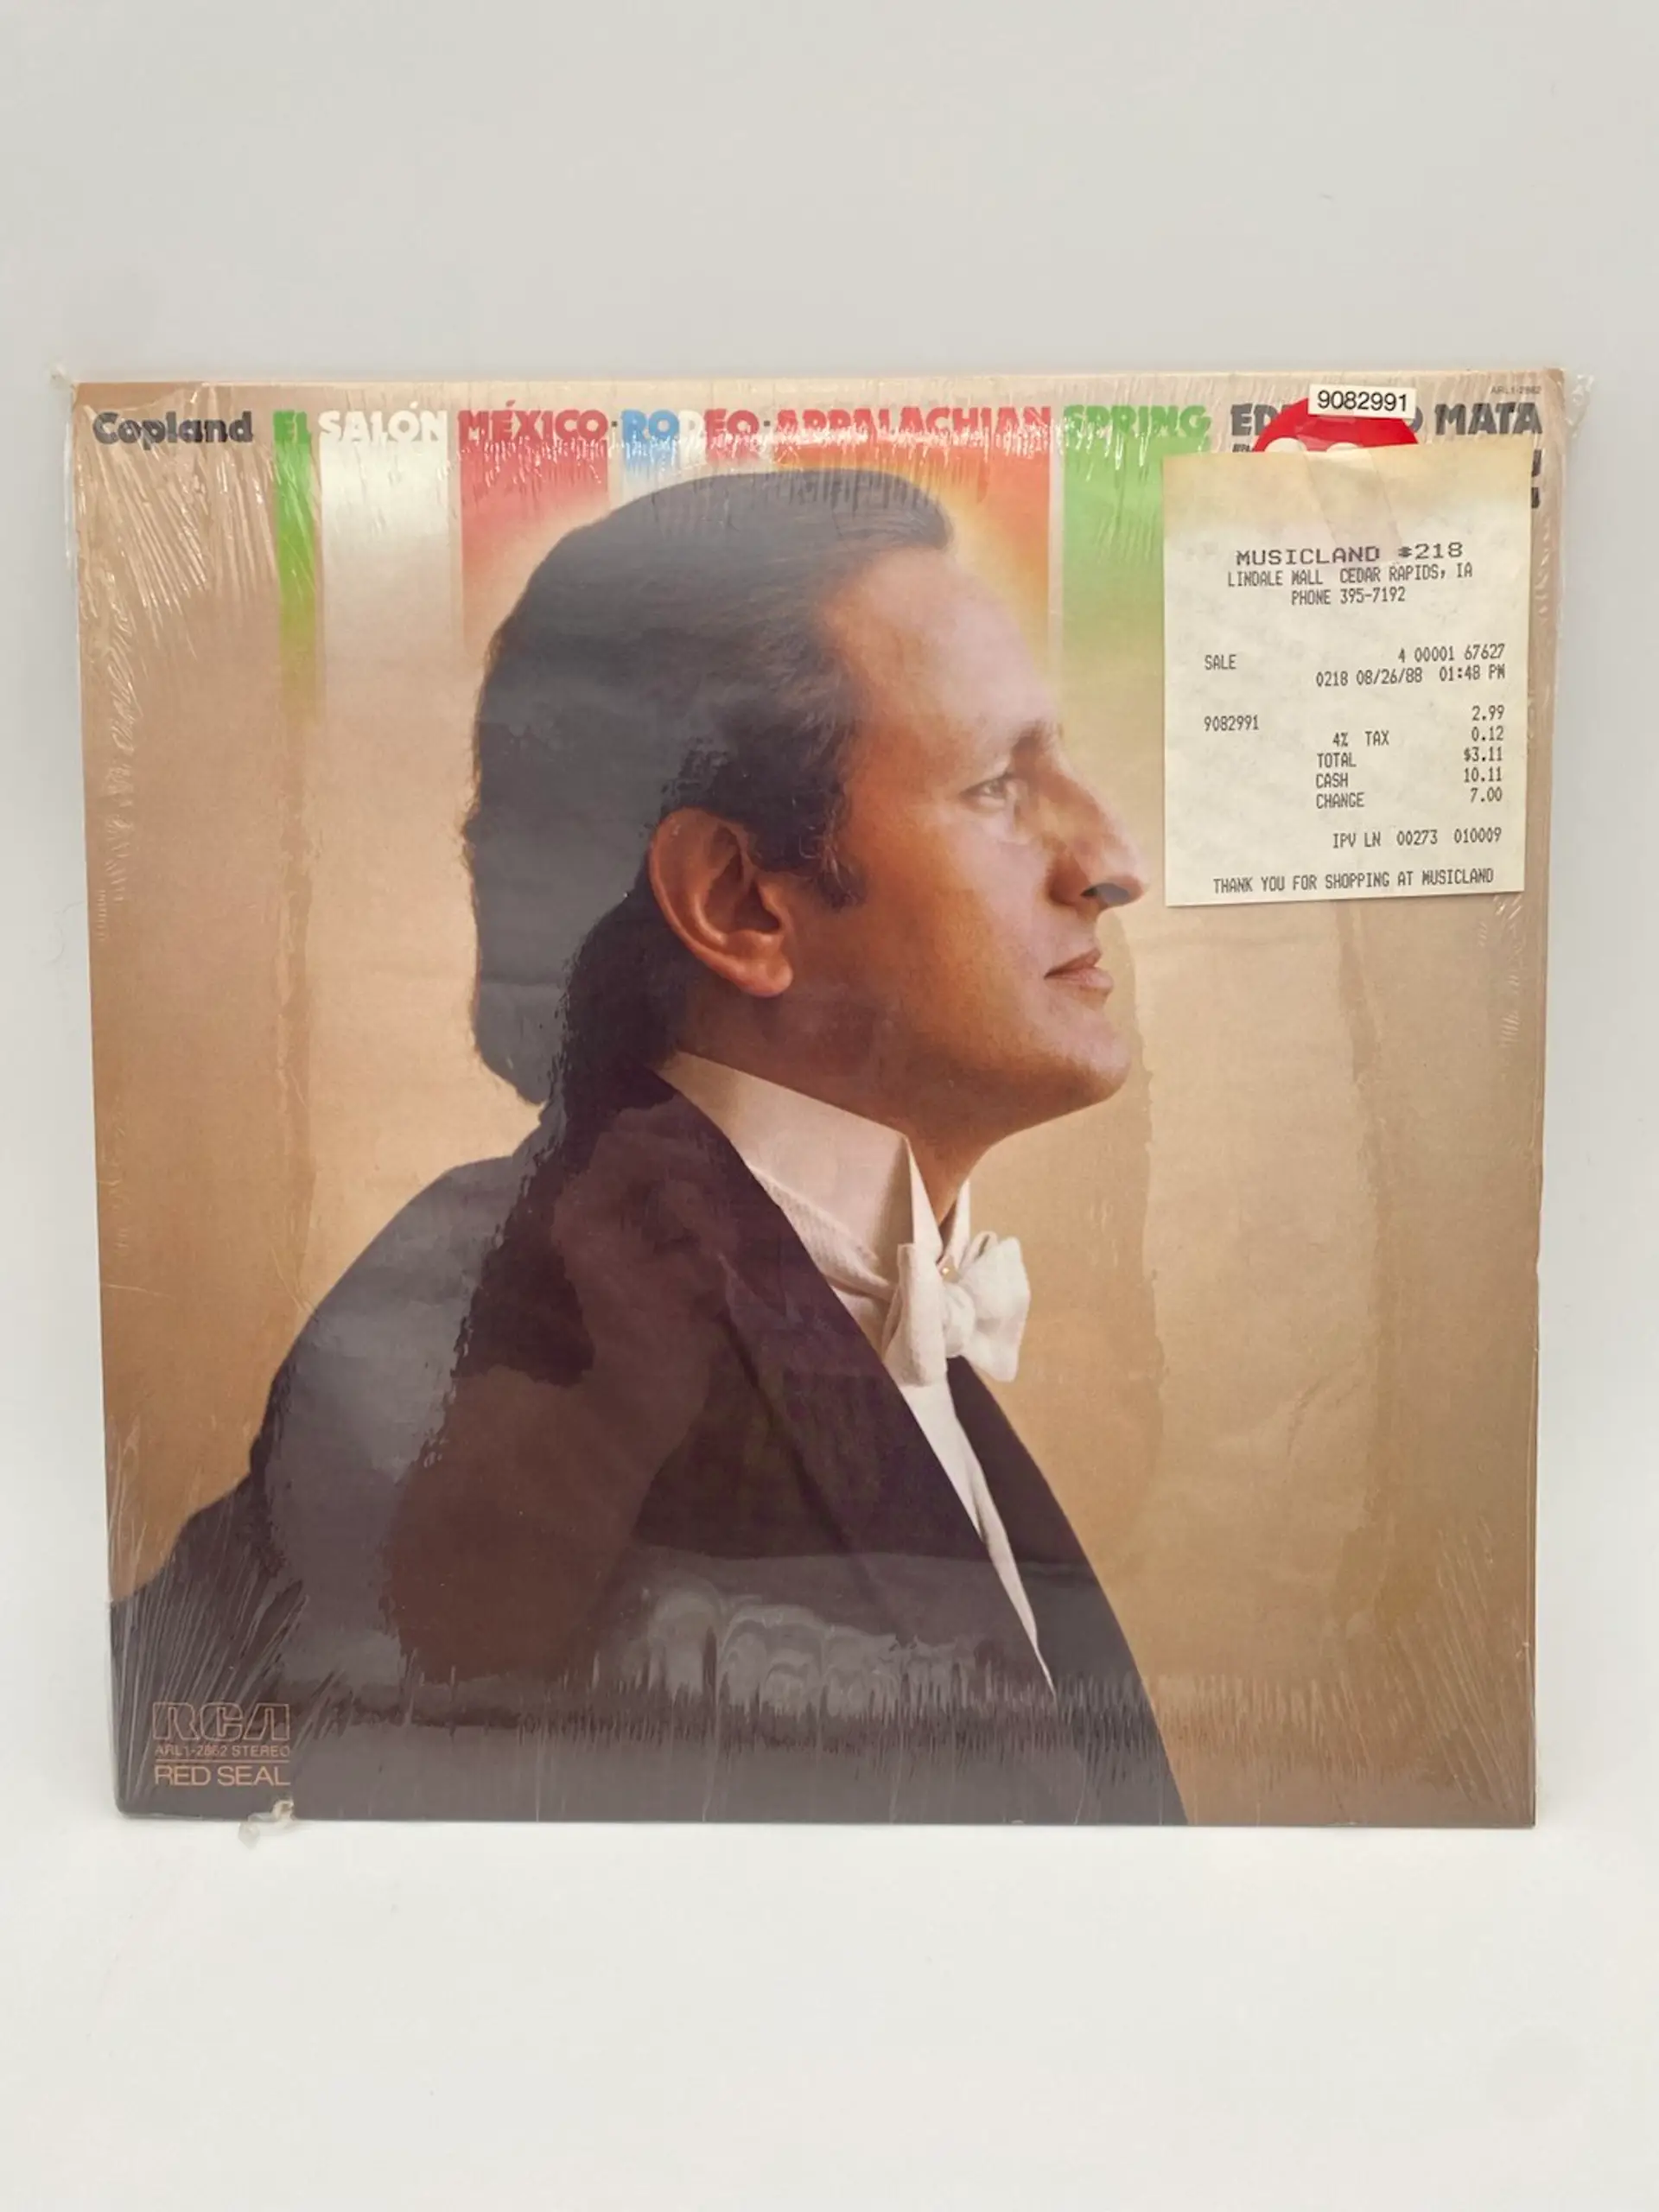 ARL1-2862
9082991
Copland EL SALÓN MÉXICO·RODEO·APPALACHIAN SPRING MATA
MUSICLAND #218
LINDALE MALL CEDAR RAPIDS, IA
PHONE 395-7192
SALE 4 00001 67627
0218 08/26/88 01:48 PM
9082991 2.99
4% TAX 0.12
TOTAL $3.11
CASH 10.11
CHANGE 7.00
IPV LN 00273 010009
THANK YOU FOR SHOPPING AT MUSICLAND
RCA
ARL1-2862 STEREO
RED SEAL